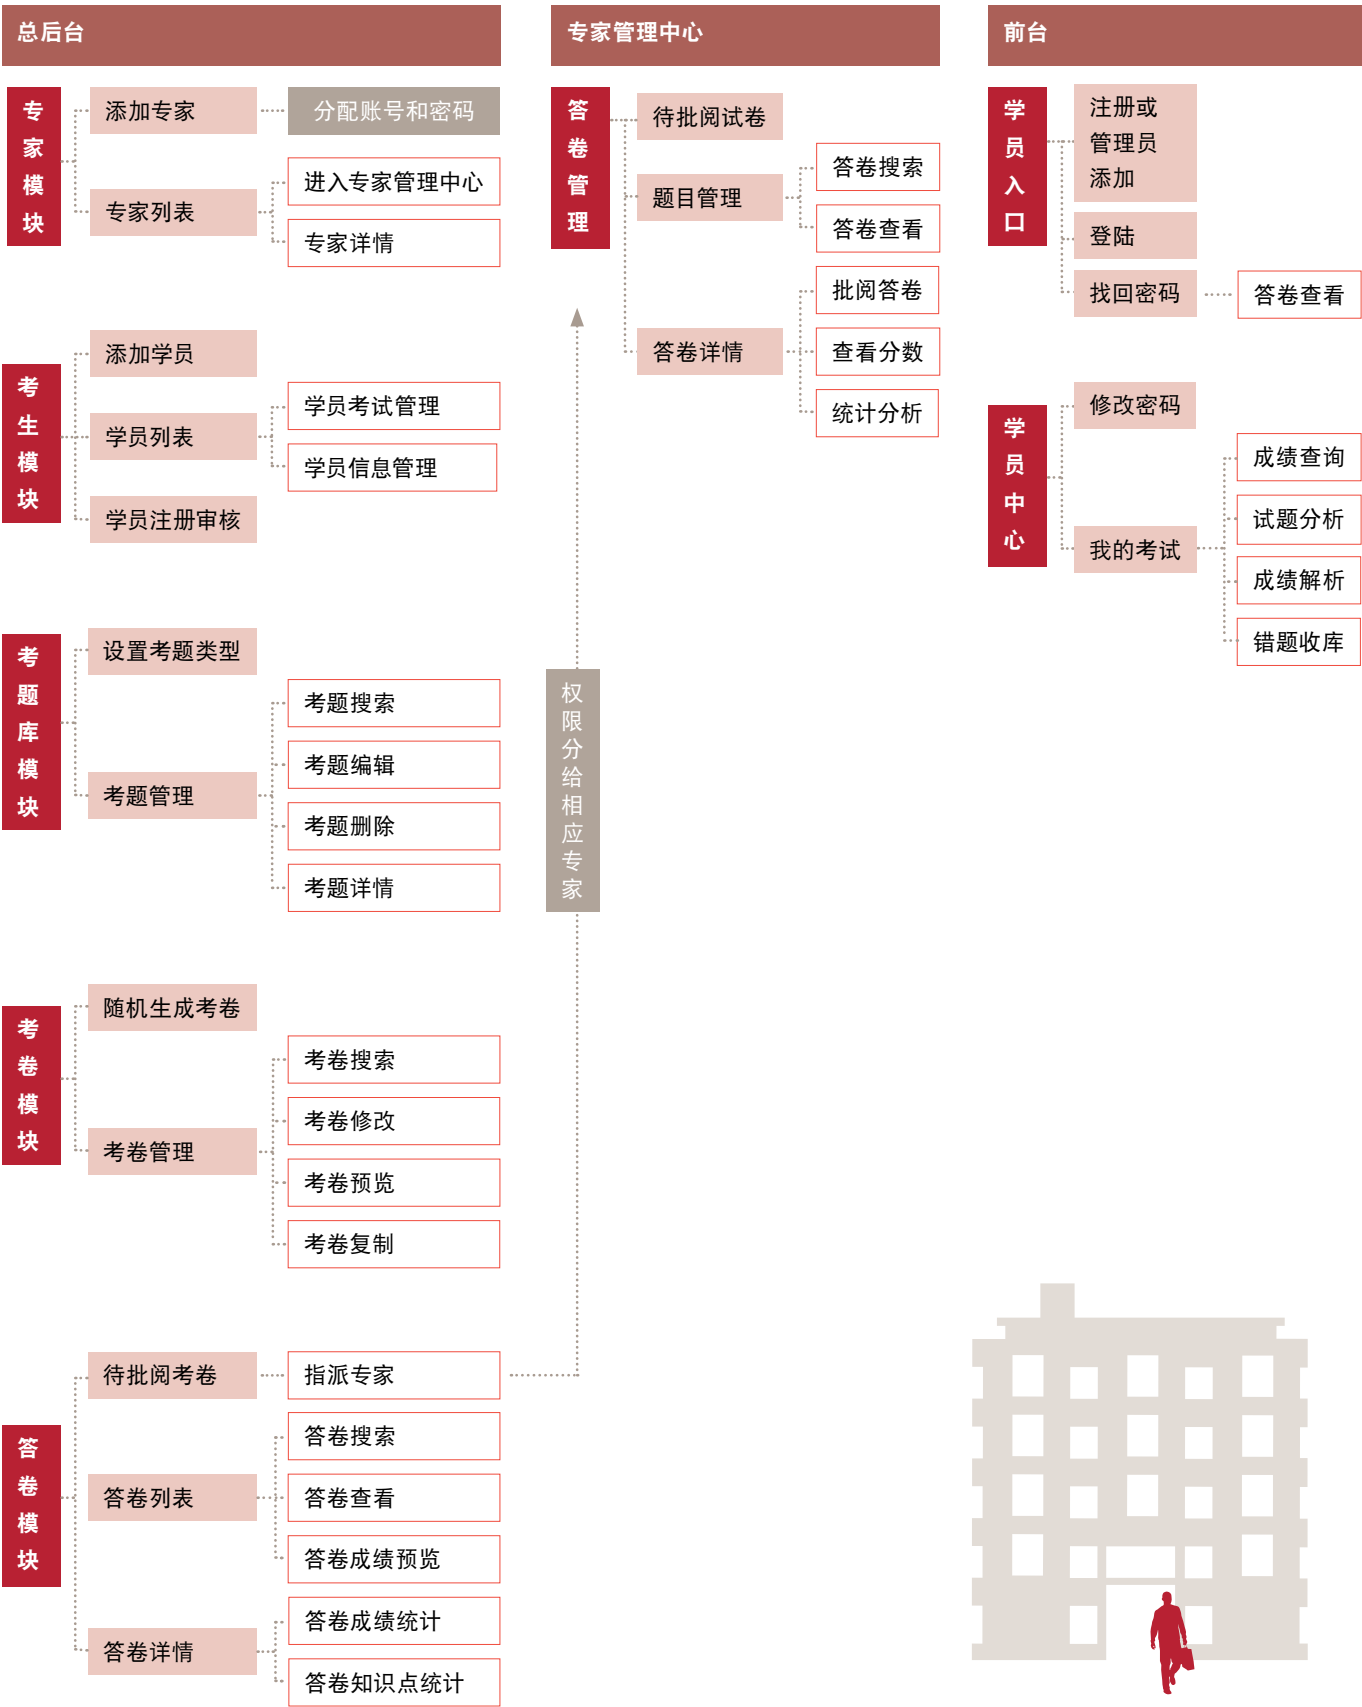 总后台
专家模块
添加专家
分配账号和密码
专家列表
进入专家管理中心
专家详情
考生模块
添加学员
学员列表
学员考试管理
学员信息管理
学员注册审核
考题库模块
设置考题类型
考题管理
考题搜索
考题编辑
考题删除
考题详情
考卷模块
随机生成考卷
考卷管理
考卷搜索
考卷修改
考卷预览
考卷复制
答卷模块
待批阅考卷
指派专家
答卷列表
答卷搜索
答卷查看
答卷成绩预览
答卷详情
答卷成绩统计
答卷知识点统计
权限分给相应专家
专家管理中心
答卷管理
待批阅试卷
题目管理
答卷搜索
答卷查看
答卷详情
批阅答卷
查看分数
统计分析
前台
学员入口
注册或
管理员
添加
登陆
找回密码
答卷查看
学员中心
修改密码
我的考试
成绩查询
试题分析
成绩解析
错题收库